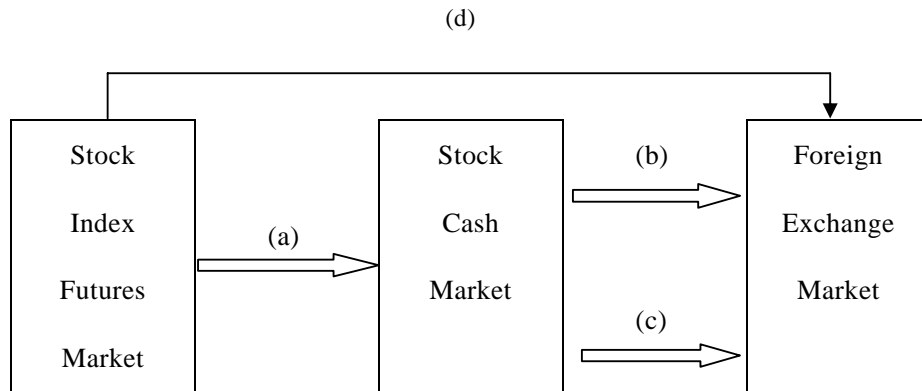 (d)
Stock
Index
Futures
Market
(a)
Stock
Cash
Market
(b)
(c)
Foreign
Exchange
Market